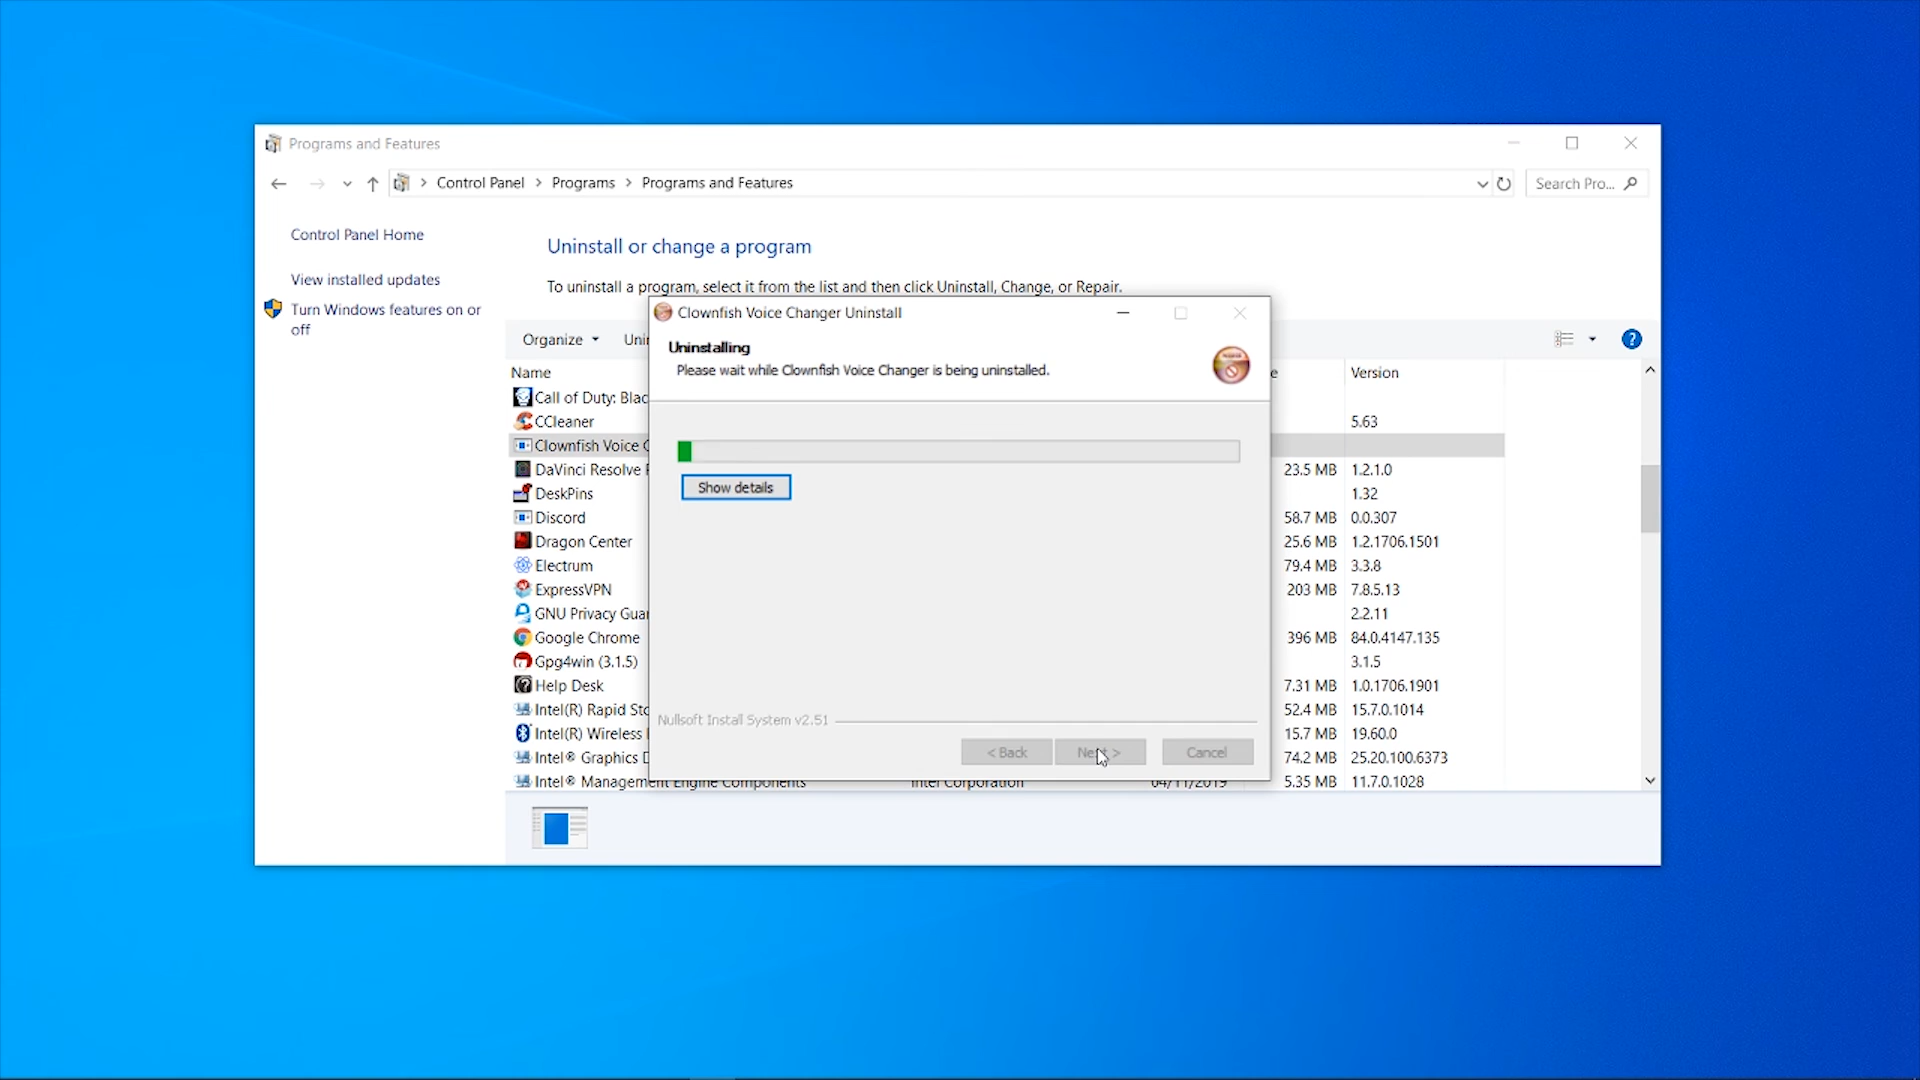 Programs and Features
Control Panel > Programs > Programs and Features
Search Pro...
Control Panel Home
View installed updates
Turn Windows features on or
off
Uninstall or change a program
To uninstall a program, select it from the list and then click Uninstall, Change, or Repair.
Organize
Clownfish Voice Changer Uninstall
Uninstalling
Please wait while Clownfish Voice Changer is being uninstalled.
Show details
Nullsoft Install System v2.51
< Back
Next >
Cancel
Name Version
Call of Duty: Blac
CCleaner 5.63
Clownfish Voice C
DaVinci Resolve 23.5 MB 1.2.1.0
DeskPins 1.32
Discord 58.7 MB 0.0.307
Dragon Center 25.6 MB 1.2.1706.1501
Electrum 79.4 MB 3.3.8
ExpressVPN 203 MB 7.8.5.13
GNU Privacy Guar 2.2.11
Google Chrome 396 MB 84.0.4147.135
Gpg4win (3.1.5) 3.1.5
Help Desk 7.31 MB 1.0.1706.1901
Intel(R) Rapid Sto 52.4 MB 15.7.0.1014
Intel(R) Wireless 15.7 MB 19.60.0
Intel® Graphics D 74.2 MB 25.20.100.6373
Intel® Management Engine Components Intel Corporation 04/11/2019 5.35 MB 11.7.0.1028